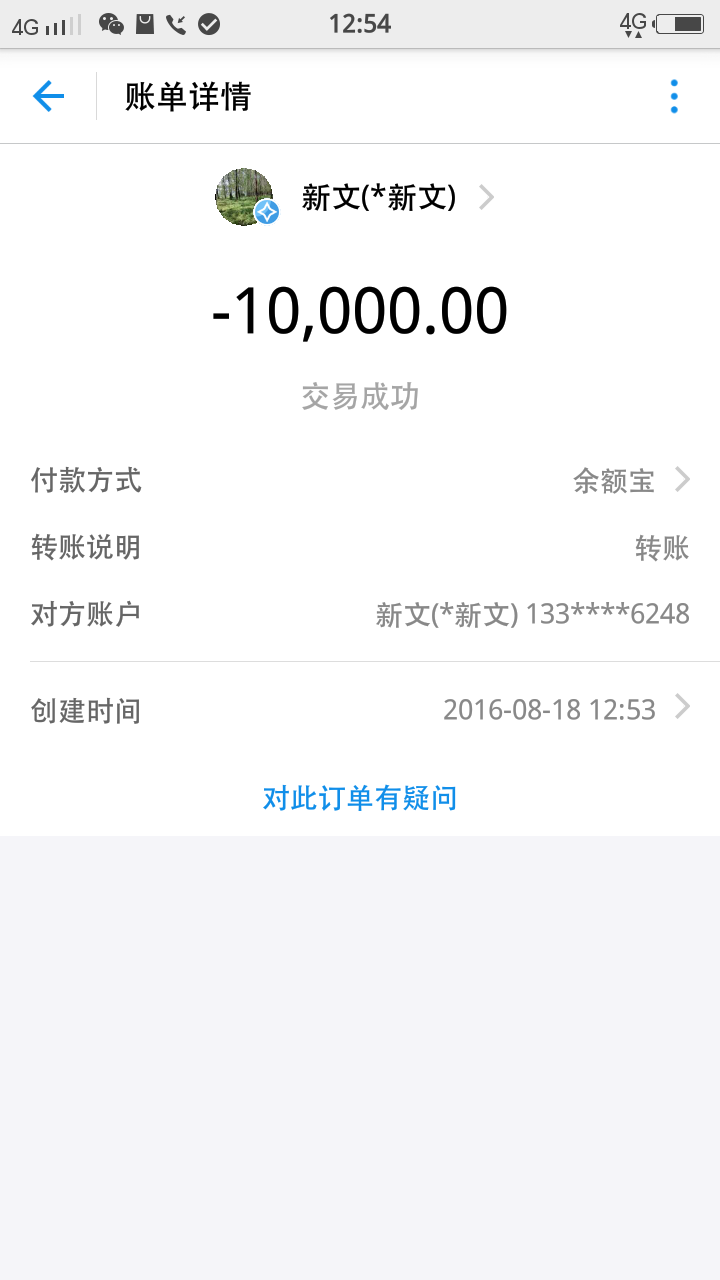 4G 12:54 4G
账单详情
新文(*新文)
-10,000.00
交易成功
付款方式 余额宝
转账说明 转账
对方账户 新文(*新文) 133****6248
创建时间 2016-08-18 12:53
对此订单有疑问